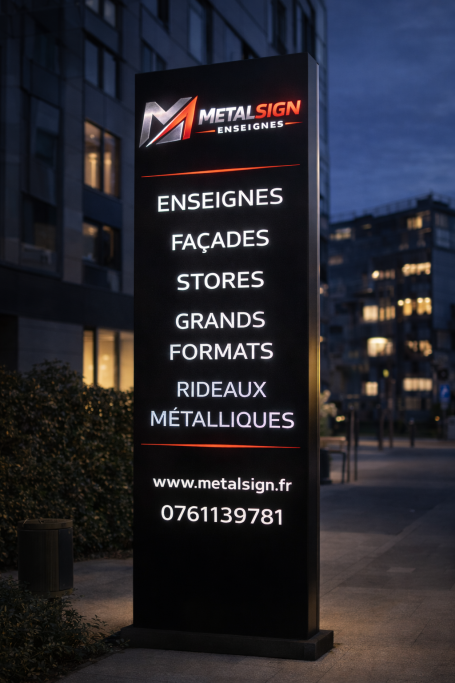 METALSIGN
ENSEIGNES
ENSEIGNES
FAÇADES
STORES
GRANDS
FORMATS
RIDEAUX
MÉTALLIQUES
www.metalsign.fr
0761139781